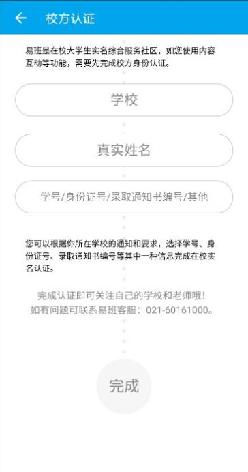 校方认证
易班是在校大学生实名综合服务社区，如您使用内容
互动等功能，需要先完成校方身份认证。
学校
真实姓名
学号/身份证号/录取通知书编号/其他
您可以根据你所在学校的通知和要求，选择学号、身
份证号、录取通知书编号等其中一种信息完成在校实
名认证。
完成认证即可关注自己的学校和老师哦！
如有问题可联系易班客服：021-60161000。
完成